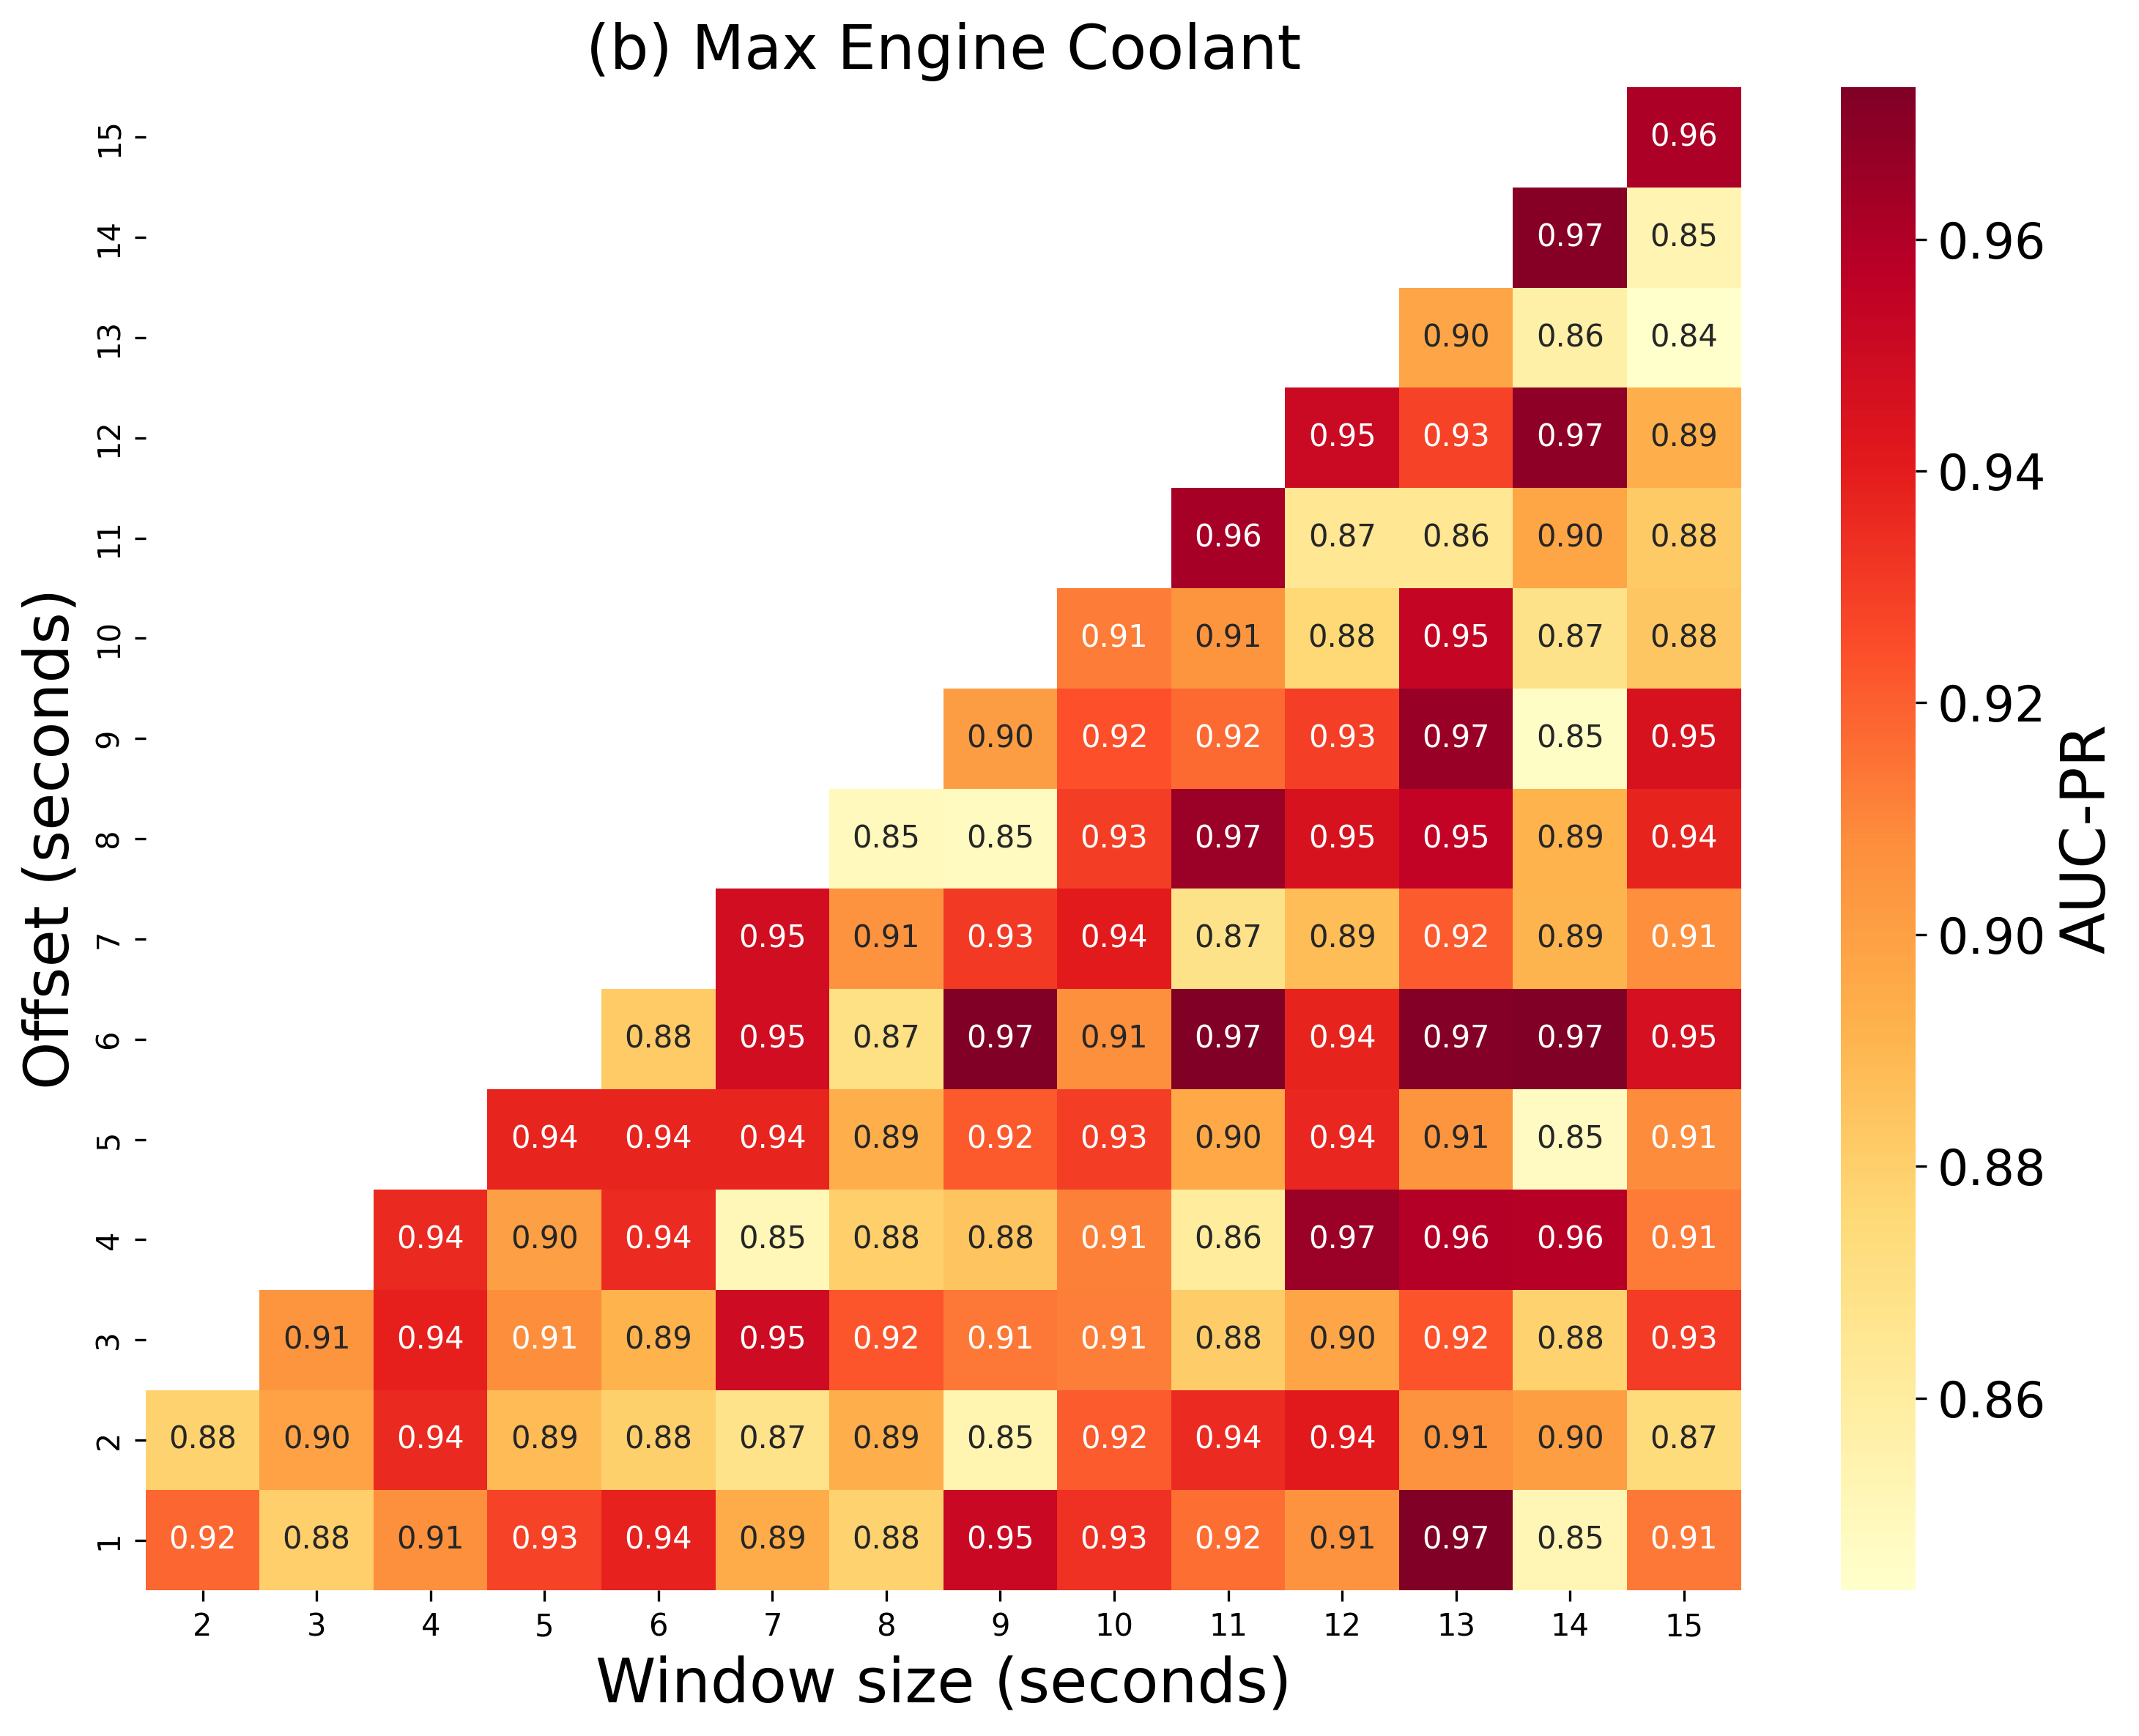 (b) Max Engine Coolant
15 0.96
14 0.97 0.85
13 0.90 0.86 0.84
12 0.95 0.93 0.97 0.89
11 0.96 0.87 0.86 0.90 0.88
10 0.91 0.91 0.88 0.95 0.87 0.88
9 0.90 0.92 0.92 0.93 0.97 0.85 0.95
8 0.85 0.85 0.93 0.97 0.95 0.95 0.89 0.94
7 0.95 0.91 0.93 0.94 0.87 0.89 0.92 0.89 0.91
6 0.88 0.95 0.87 0.97 0.91 0.97 0.94 0.97 0.97 0.95
5 0.94 0.94 0.94 0.89 0.92 0.93 0.90 0.94 0.91 0.85 0.91
4 0.94 0.90 0.94 0.85 0.88 0.88 0.91 0.86 0.97 0.96 0.96 0.91
3 0.91 0.94 0.91 0.89 0.95 0.92 0.91 0.91 0.88 0.90 0.92 0.88 0.93
2 0.88 0.90 0.94 0.89 0.88 0.87 0.89 0.85 0.92 0.94 0.94 0.91 0.90 0.87
1 0.92 0.88 0.91 0.93 0.94 0.89 0.88 0.95 0.93 0.92 0.91 0.97 0.85 0.91
2 3 4 5 6 7 8 9 10 11 12 13 14 15
Window size (seconds)
Offset (seconds)
0.96
0.94
0.92
0.90
0.88
0.86
AUC-PR